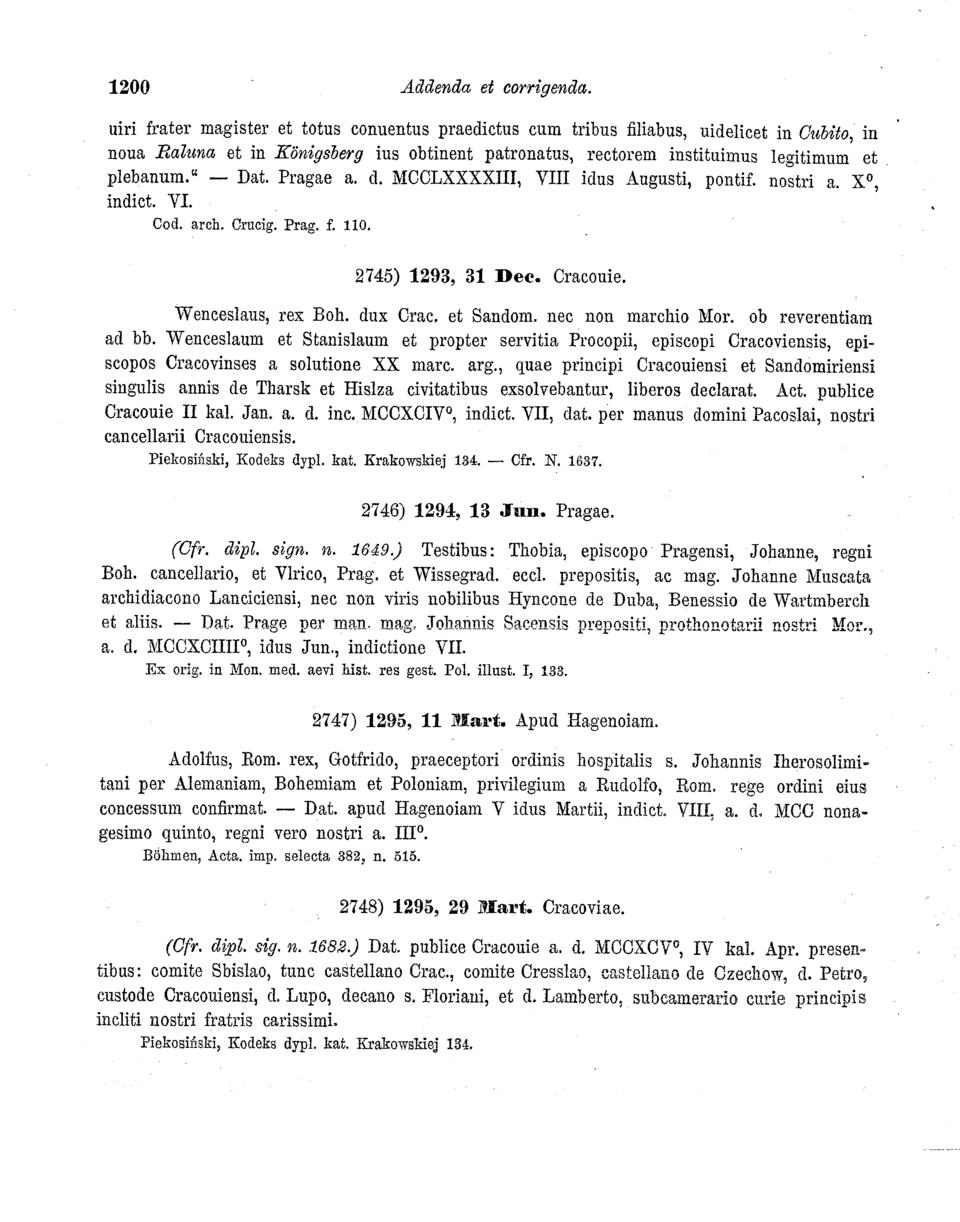 1200 Addenda et corrigenda.
uiri frater magister et totus conuentus praedictus cum tribus filiabus, uidelicet in Cubito, in
noua Raluna et in Königsberg ius obtinent patronatus, rectorem instituimus legitimum et
plebanum.“ — Dat. Pragae a. d. MCCLXXXXIII, VIII idus Augusti, pontif. nostri a. X⁰,
indict. VI.
Cod. arch. Crucig. Prag. f. 110.
2745) 1293, 31 Dec. Cracouie.
Wenceslaus, rex Boh. dux Crac. et Sandom. nec non marchio Mor. ob reverentiam
ad bb. Wenceslaum et Stanislaum et propter servitia Procopii, episcopi Cracoviensis, epi-
scopos Cracovinses a solutione XX marc. arg., quae principi Cracouiensi et Sandomiriensi
singulis annis de Tharsk et Hislza civitatibus exsolvebantur, liberos declarat. Act. publice
Cracouie II kal. Jan. a. d. inc. MCCXCIV⁰, indict. VII, dat. per manus domini Pacoslai, nostri
cancellarii Cracouiensis.
Piekosiński, Kodeks dypl. kat. Krakowskiej 134. — Cfr. N. 1637.
2746) 1294, 13 Jun. Pragae.
(Cfr. dipl. sign. n. 1649.) Testibus: Thobia, episcopo Pragensi, Johanne, regni
Boh. cancellario, et Vlrico, Prag. et Wissegrad. eccl. prepositis, ac mag. Johanne Muscata
archidiacono Lanciciensi, nec non viris nobilibus Hyncone de Duba, Benessio de Wartmberch
et aliis. — Dat. Prage per man. mag. Johannis Sacensis prepositi, prothonotarii nostri Mor.,
a. d. MCCXCIIII⁰, idus Jun., indictione VII.
Ex orig. in Mon. med. aevi hist. res gest. Pol. illust. I, 133.
2747) 1295, 11 Mart. Apud Hagenoiam.
Adolfus, Rom. rex, Gotfrido, praeceptori ordinis hospitalis s. Johannis Iherosolimi-
tani per Alemaniam, Bohemiam et Poloniam, privilegium a Rudolfo, Rom. rege ordini eius
concessum confirmat. — Dat. apud Hagenoiam V idus Martii, indict. VIII, a. d. MCC nona-
gesimo quinto, regni vero nostri a. III⁰.
Böhmen, Acta. imp. selecta 382, n. 515.
2748) 1295, 29 Mart. Cracoviae.
(Cfr. dipl. sig. n. 1682.) Dat. publice Cracouie a. d. MCCXCV⁰, IV kal. Apr. presen-
tibus: comite Sbislao, tunc castellano Crac., comite Cresslao, castellano de Czechow, d. Petro,
custode Cracouiensi, d. Lupo, decano s. Floriani, et d. Lamberto, subcamerario curie principis
incliti nostri fratris carissimi.
Piekosiński, Kodeks dypl. kat. Krakowskiej 134.